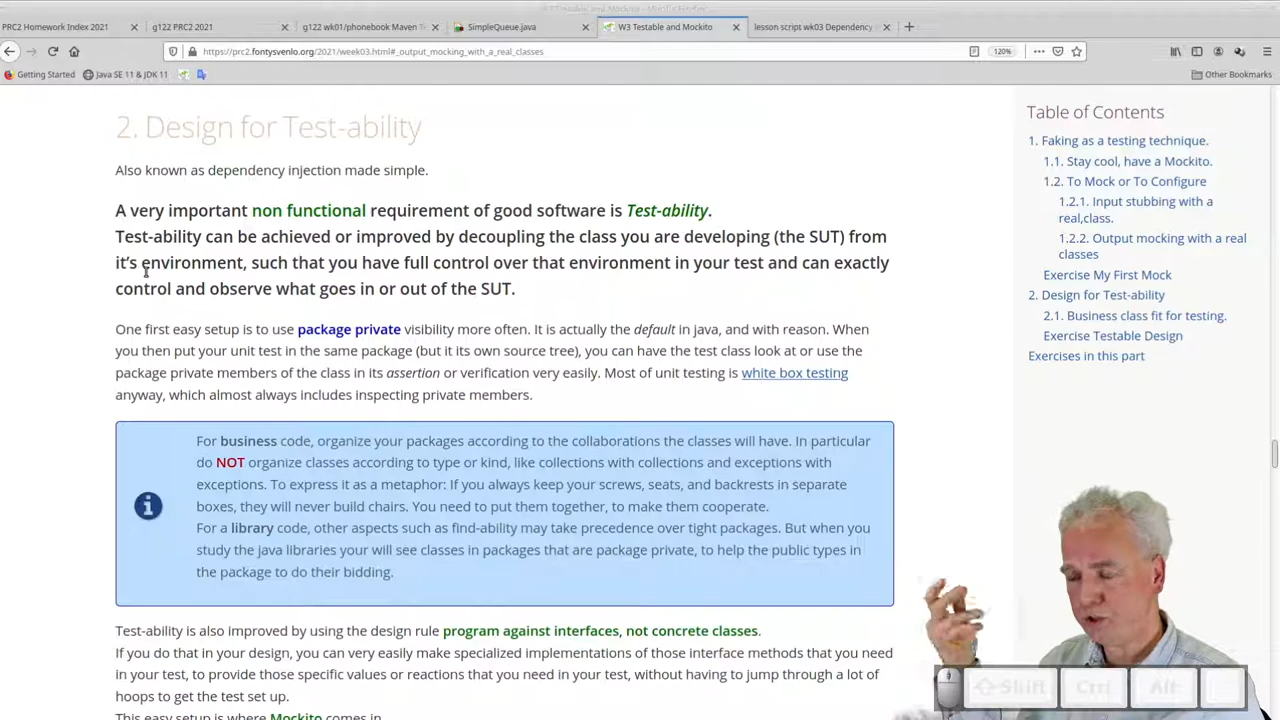 PRC2 Homework Index 2021
g122 PRC2 2021
g122 wk01/phonebook Maven T
SimpleQueue.java
W3 Testable and Mockito
lesson script wk03 Dependency
https://prc2.fontysvenlo.org/2021/week03.html#_output_mocking_with_a_real_classes
120%
Getting Started
Java SE 11 & JDK 11
Other Bookmarks
2. Design for Test-ability
Also known as dependency injection made simple.
A very important non functional requirement of good software is Test-ability.
Test-ability can be achieved or improved by decoupling the class you are developing (the SUT) from
it's environment, such that you have full control over that environment in your test and can exactly
control and observe what goes in or out of the SUT.
One first easy setup is to use package private visibility more often. It is actually the default in java, and with reason. When
you then put your unit test in the same package (but it its own source tree), you can have the test class look at or use the
package private members of the class in its assertion or verification very easily. Most of unit testing is white box testing
anyway, which almost always includes inspecting private members.
For business code, organize your packages according to the collaborations the classes will have. In particular
do NOT organize classes according to type or kind, like collections with collections and exceptions with
exceptions. To express it as a metaphor: If you always keep your screws, seats, and backrests in separate
boxes, they will never build chairs. You need to put them together, to make them cooperate.
For a library code, other aspects such as find-ability may take precedence over tight packages. But when you
study the java libraries your will see classes in packages that are package private, to help the public types in
the package to do their bidding.
Test-ability is also improved by using the design rule program against interfaces, not concrete classes.
If you do that in your design, you can very easily make specialized implementations of those interface methods that you need
in your test, to provide those specific values or reactions that you need in your test, without having to jump through a lot of
hoops to get the test set up.
This easy setup is where Mockito comes in
Table of Contents
1. Faking as a testing technique.
1.1. Stay cool, have a Mockito.
1.2. To Mock or To Configure
1.2.1. Input stubbing with a
real,class.
1.2.2. Output mocking with a real
classes
Exercise My First Mock
2. Design for Test-ability
2.1. Business class fit for testing.
Exercise Testable Design
Exercises in this part
Shift
Ctrl
Alt